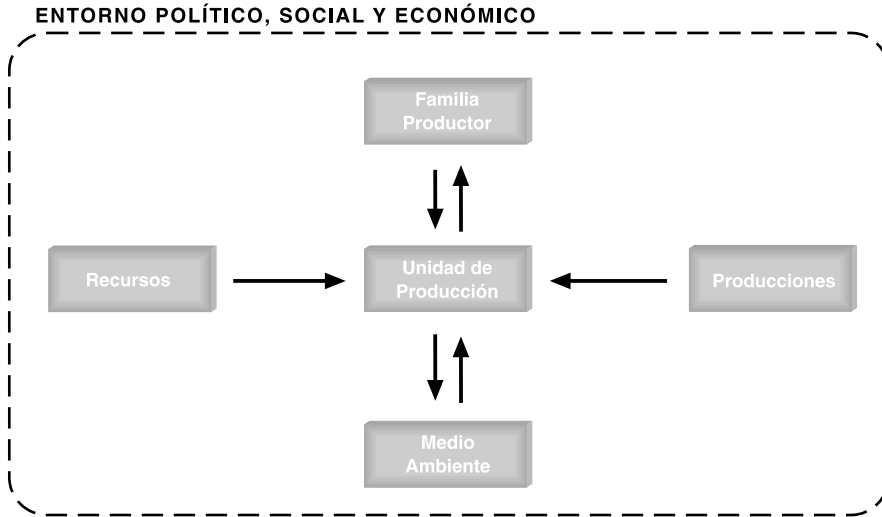 ENTORNO POLÍTICO, SOCIAL Y ECONÓMICO
Familia
Productor
Recursos
Unidad de
Producción
Producciones
Medio
Ambiente